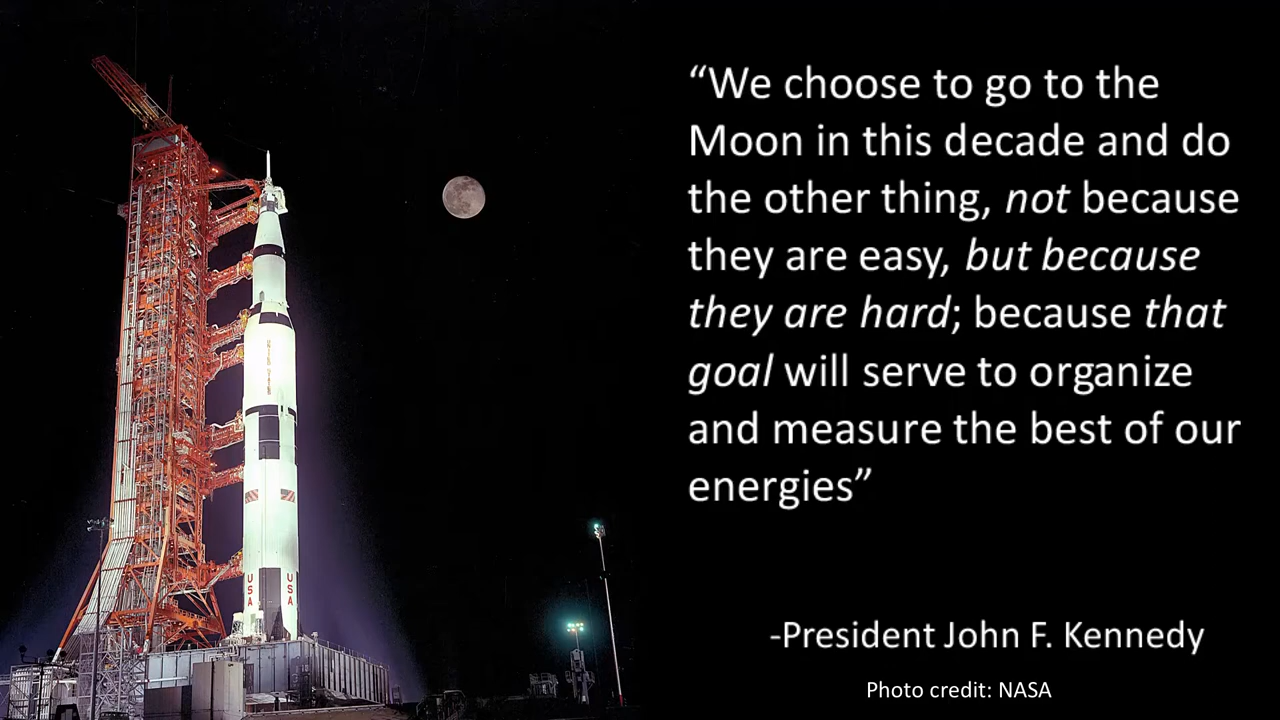 “We choose to go to the
Moon in this decade and do
the other thing, not because
they are easy, but because
they are hard; because that
goal will serve to organize
and measure the best of our
energies”
-President John F. Kennedy
Photo credit: NASA
USA
USA